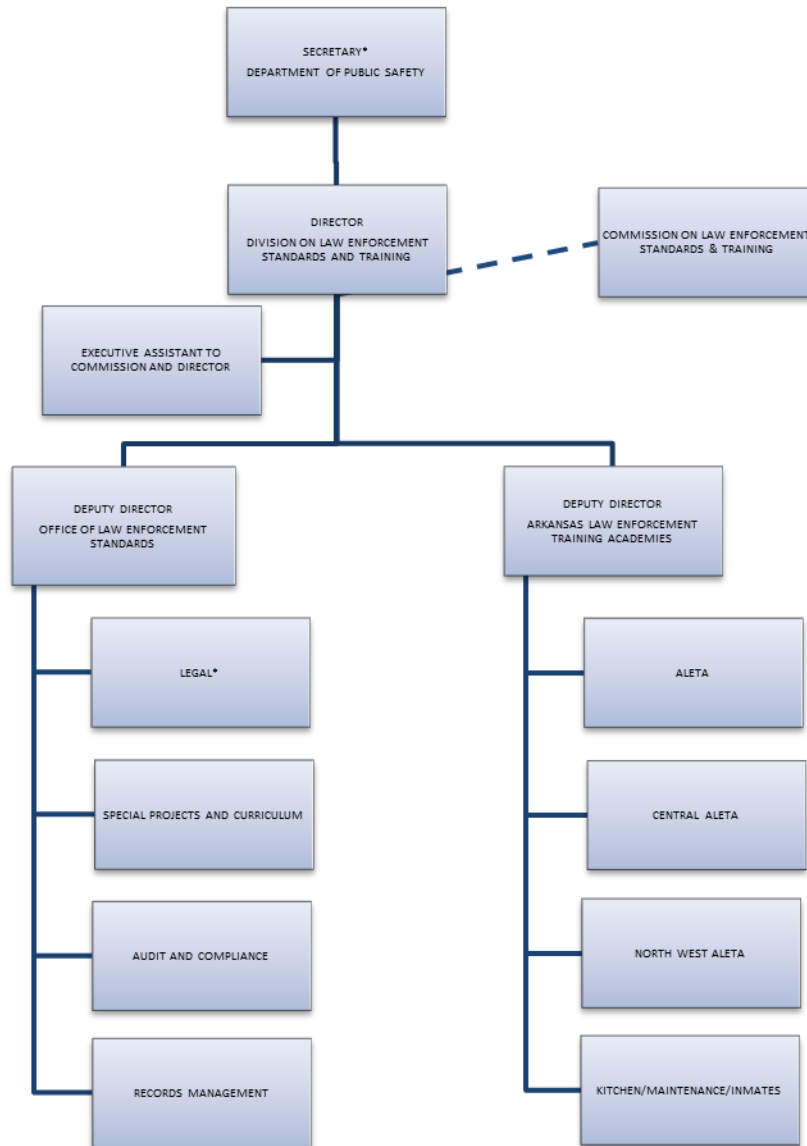 SECRETARY*
DEPARTMENT OF PUBLIC SAFETY
DIRECTOR
DIVISION ON LAW ENFORCEMENT
STANDARDS AND TRAINING
COMMISSION ON LAW ENFORCEMENT
STANDARDS & TRAINING
EXECUTIVE ASSISTANT TO
COMMISSION AND DIRECTOR
DEPUTY DIRECTOR
OFFICE OF LAW ENFORCEMENT
STANDARDS
DEPUTY DIRECTOR
ARKANSAS LAW ENFORCEMENT
TRAINING ACADEMIES
LEGAL*
SPECIAL PROJECTS AND CURRICULUM
AUDIT AND COMPLIANCE
RECORDS MANAGEMENT
ALETA
CENTRAL ALETA
NORTH WEST ALETA
KITCHEN/MAINTENANCE/INMATES